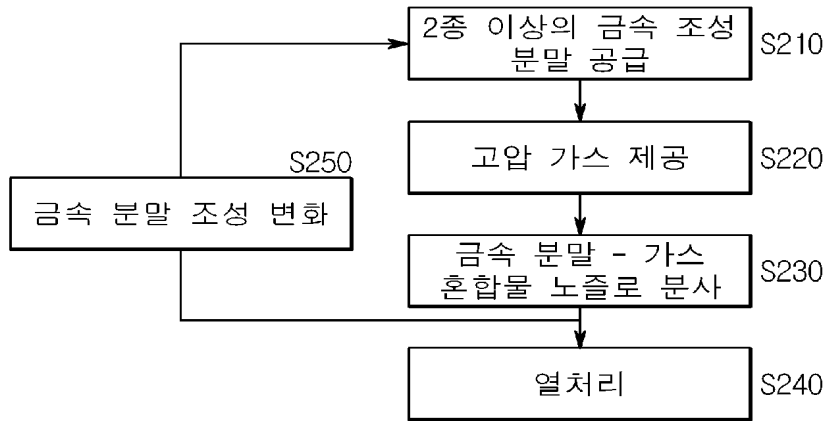 2종 이상의 금속 조성
분말 공급
S210
고압 가스 제공
S220
S250
금속 분말 조성 변화
금속 분말 - 가스
혼합물 노즐로 분사
S230
열처리
S240